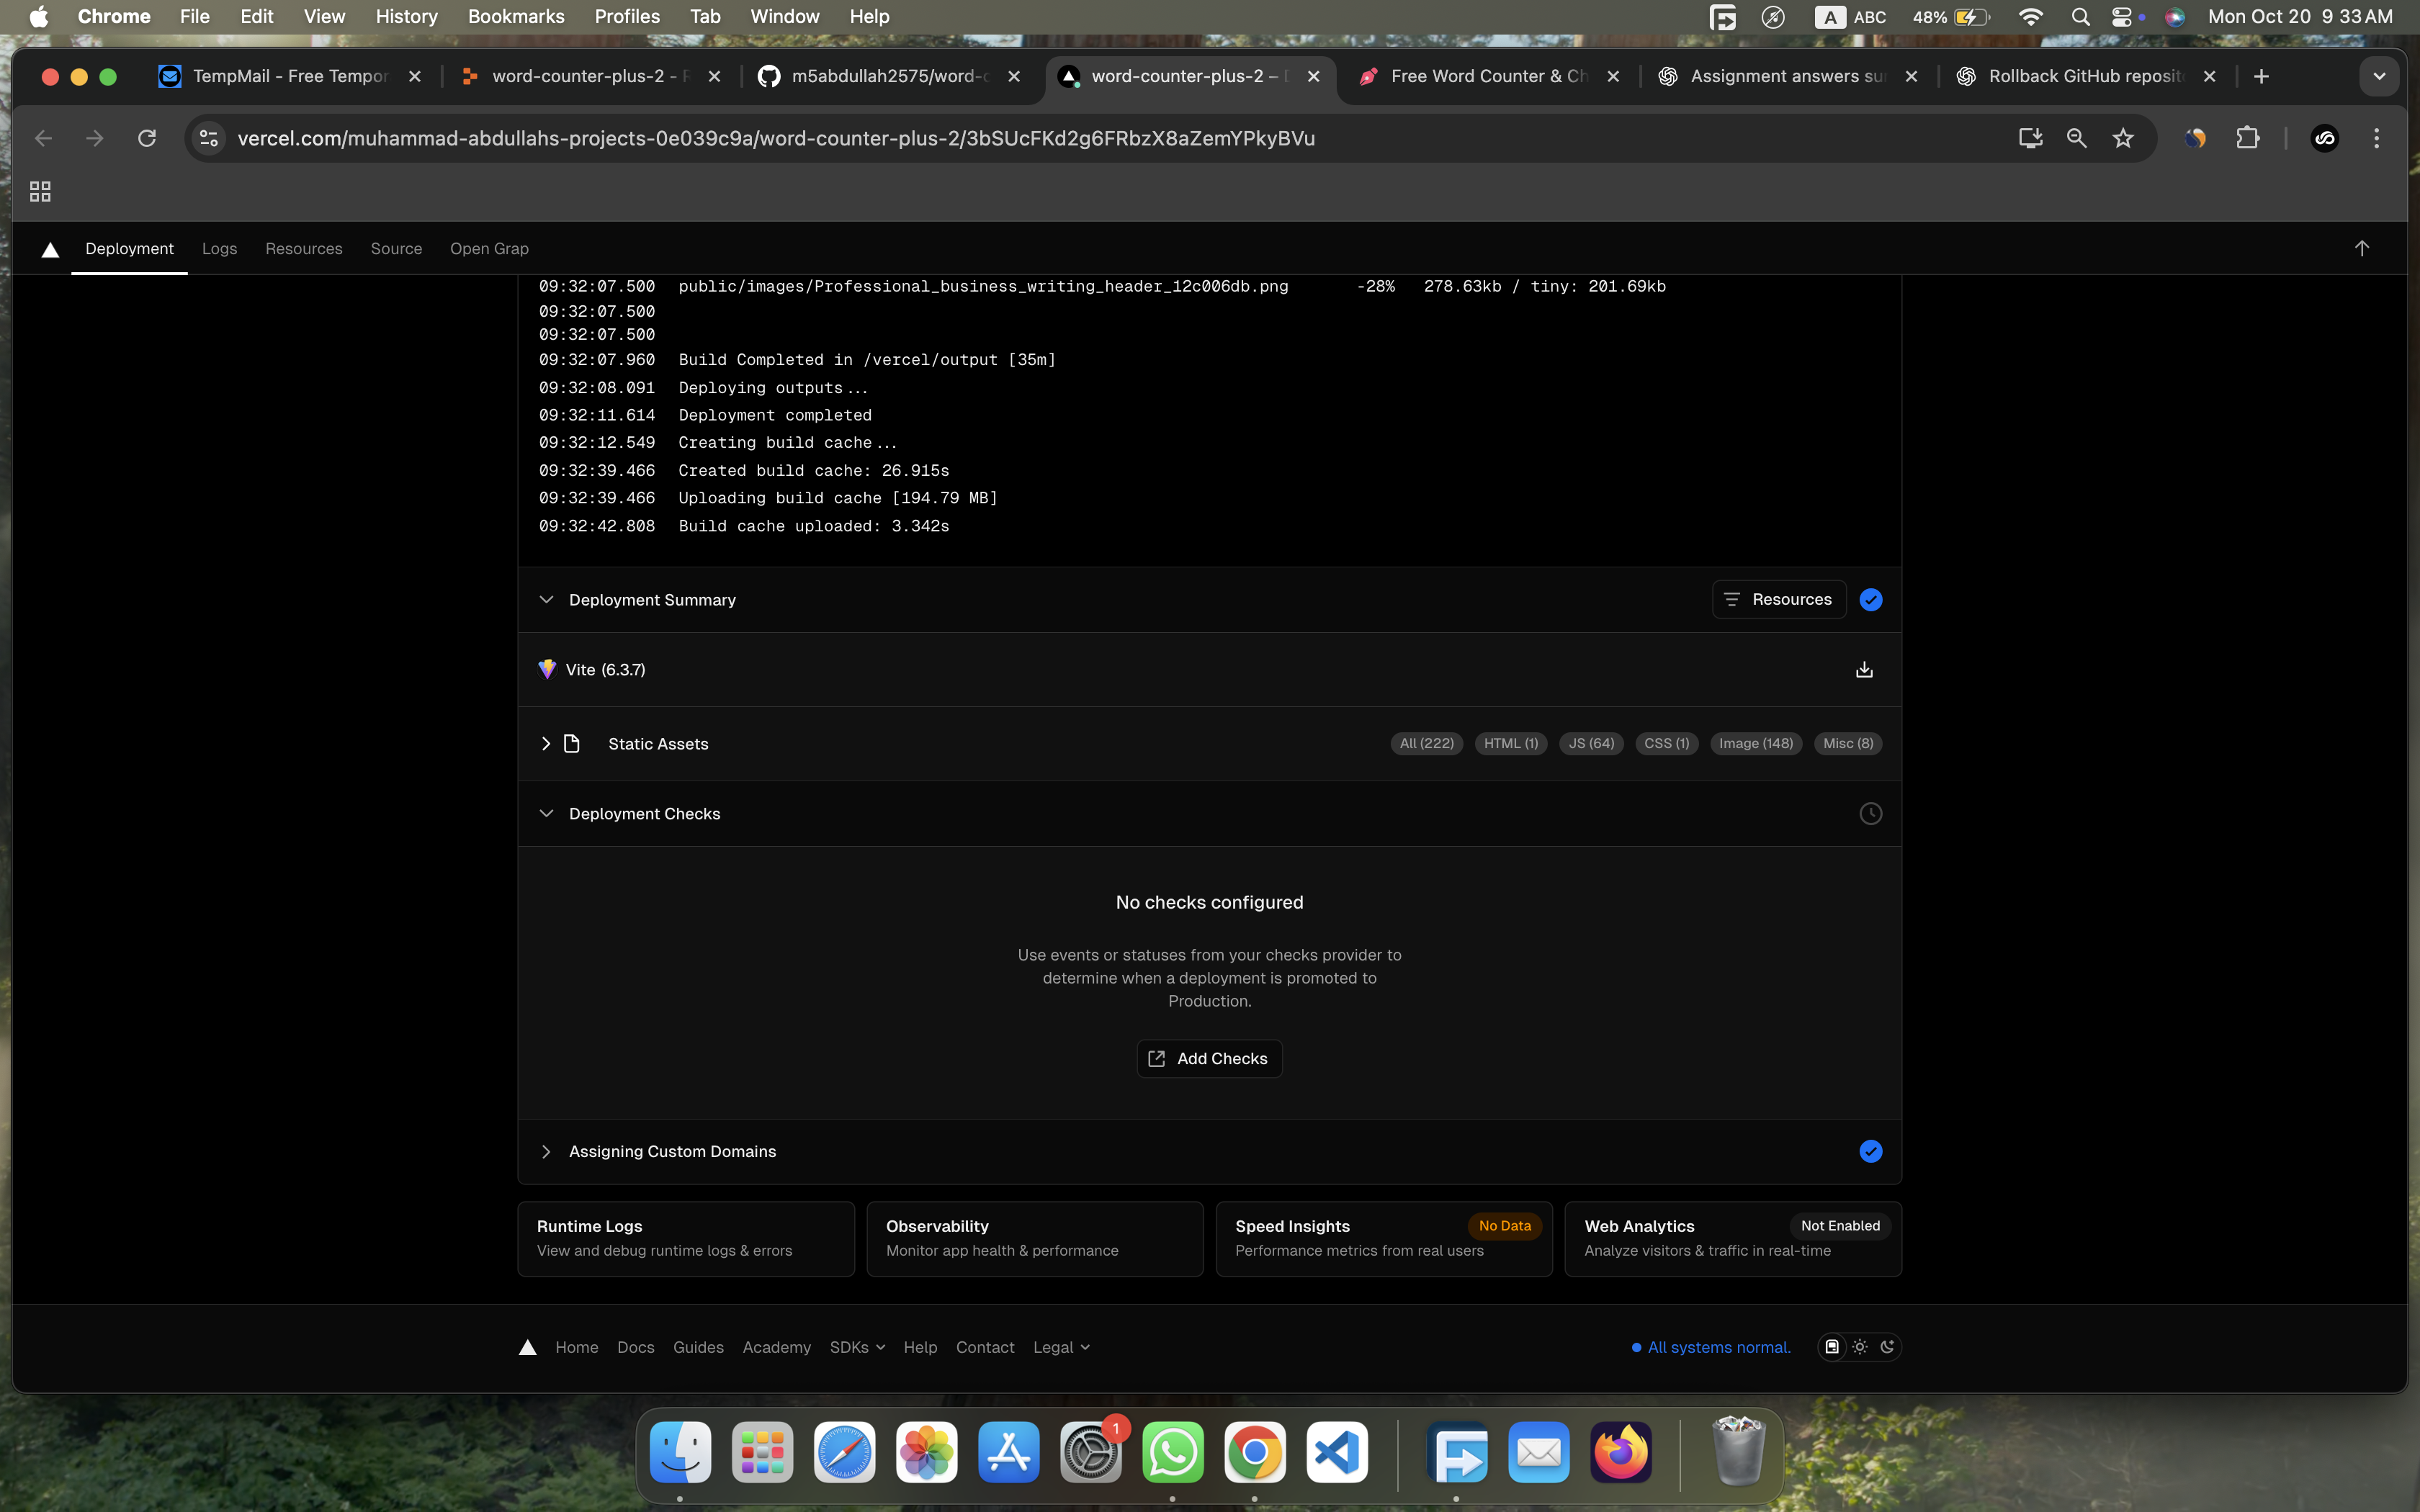 Chrome File Edit View History Bookmarks Profiles Tab Window Help A ABC 48% Mon Oct 20 9 33 AM
TempMail - Free Tempor word-counter-plus-2 - R m5abdullah2575/word-c word-counter-plus-2 – D Free Word Counter & Ch Assignment answers su Rollback GitHub reposit
vercel.com/muhammad-abdullahs-projects-0e039c9a/word-counter-plus-2/3bSUcFKd2g6FRbzX8aZemYPkyBVu
Deployment Logs Resources Source Open Grap
09:32:07.500 public/images/Professional_business_writing_header_12c006db.png -28% 278.63kb / tiny: 201.69kb
09:32:07.500
09:32:07.500
09:32:07.960 Build Completed in /vercel/output [35m]
09:32:08.091 Deploying outputs...
09:32:11.614 Deployment completed
09:32:12.549 Creating build cache...
09:32:39.466 Created build cache: 26.915s
09:32:39.466 Uploading build cache [194.79 MB]
09:32:42.808 Build cache uploaded: 3.342s
Deployment Summary Resources
Vite (6.3.7)
Static Assets All (222) HTML (1) JS (64) CSS (1) Image (148) Misc (8)
Deployment Checks
No checks configured
Use events or statuses from your checks provider to
determine when a deployment is promoted to
Production.
Add Checks
Assigning Custom Domains
Runtime Logs
View and debug runtime logs & errors
Observability
Monitor app health & performance
Speed Insights No Data
Performance metrics from real users
Web Analytics Not Enabled
Analyze visitors & traffic in real-time
Home Docs Guides Academy SDKs Help Contact Legal All systems normal.
1